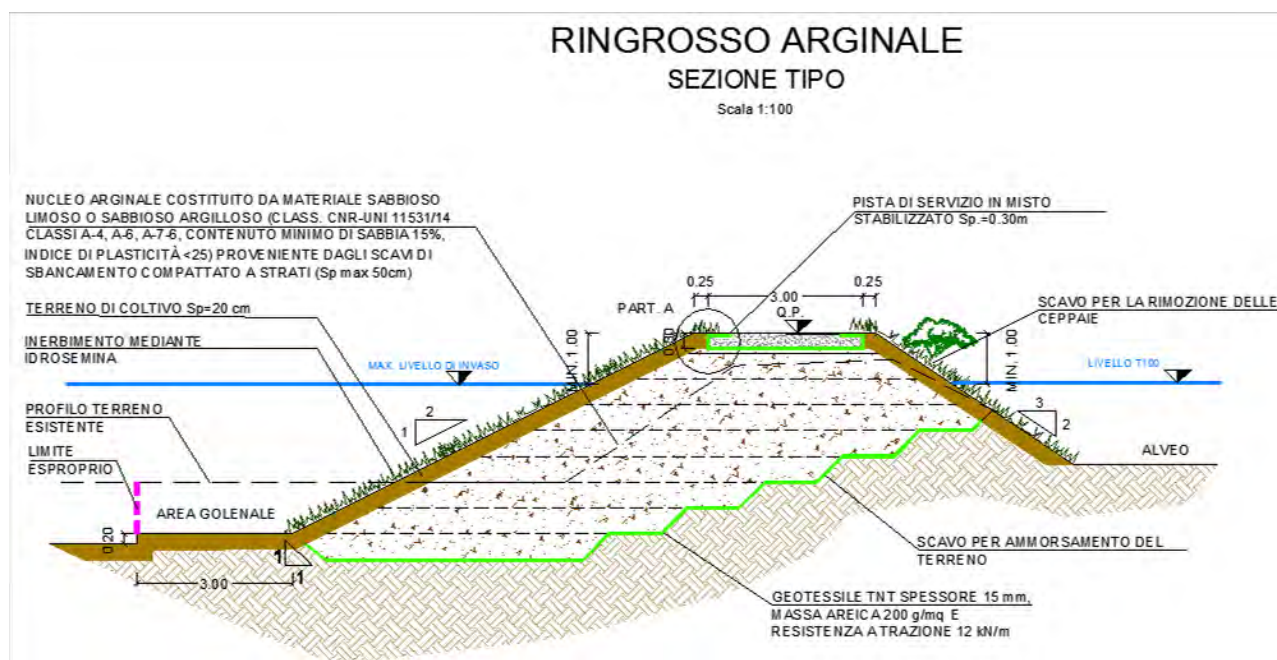 RINGROSSO ARGINALE
SEZIONE TIPO
Scala 1:100
NUCLEO ARGINALE COSTITUITO DA MATERIALE SABBIOSO
LIMOSO O SABBIOSO ARGILLOSO (CLASS. CNR-UNI 11531/14
CLASSI A-4, A-6, A-7-6, CONTENUTO MINIMO DI SABBIA 15%,
INDICE DI PLASTICITÀ <25) PROVENIENTE DAGLI SCAVI DI
SBANCAMENTO COMPATTATO A STRATI (Sp max 50cm)
PISTA DI SERVIZIO IN MISTO
STABILIZZATO Sp.=0.30m
TERRENO DI COLTIVO Sp=20 cm
INERBIMENTO MEDIANTE
IDROSEMINA
PART. A
0.25
3.00
0.25
Q.P.
0.30
SCAVO PER LA RIMOZIONE DELLE
CEPPAIE
MIN. 1.00
MIN. 1.00
MAX. LIVELLO DI INVASO
LIVELLO T100
2
1
3
2
PROFILO TERRENO
ESISTENTE
LIMITE
ESPROPRIO
AREA GOLENALE
ALVEO
0.20
3.00
1
1
SCAVO PER AMMORSAMENTO DEL
TERRENO
GEOTESSILE TNT SPESSORE 15 mm,
MASSA AREICA 200 g/mq E
RESISTENZA A TRAZIONE 12 kN/m